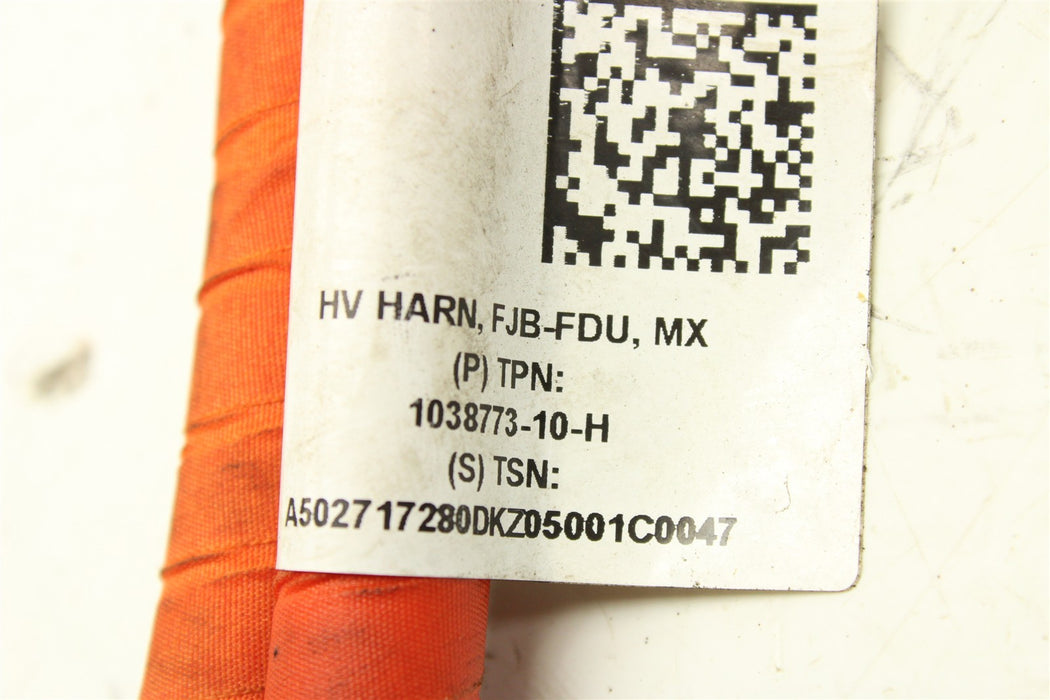 HV HARN, FJB-FDU, MX
(P) TPN:
1038773-10-H
(S) TSN:
A502717280DKZ05001C0047